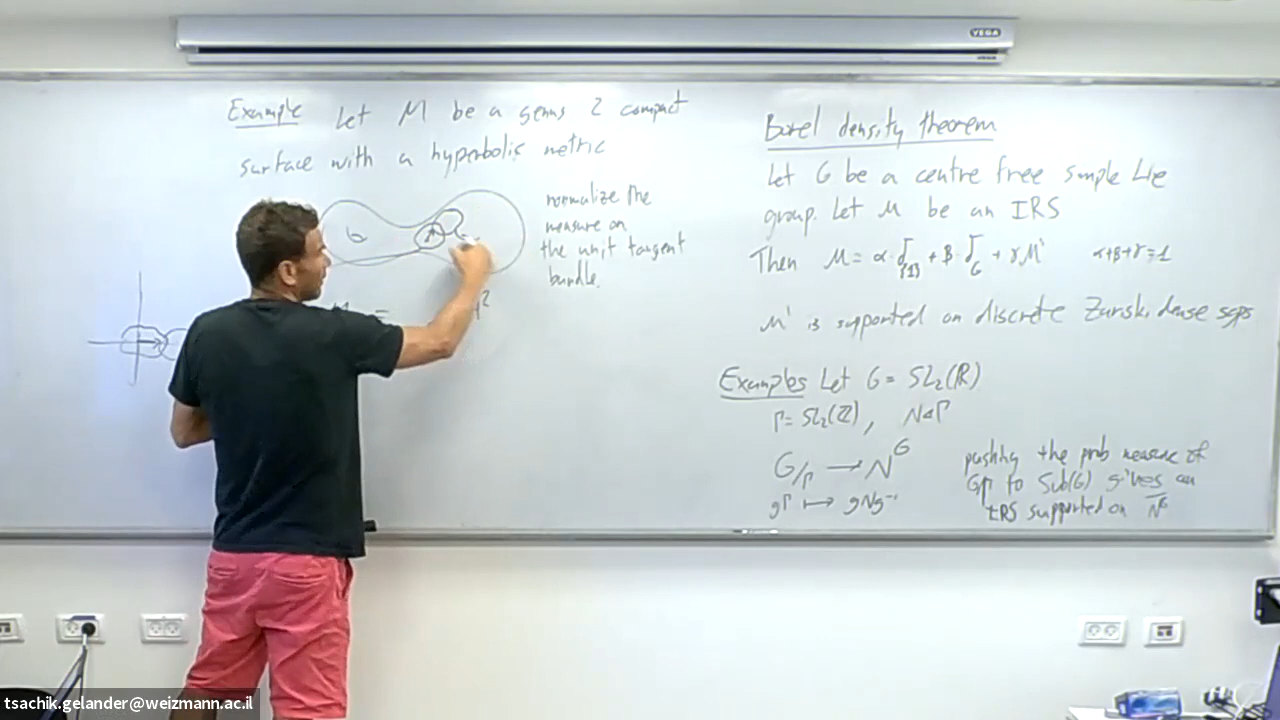 VEGA
Example Let M be a genus 2 compact
surface with a hyperbolic metric
normalize the
measure on
the unit tangent
bundle.
Borel density theorem
Let G be a centre free simple Lie
group. Let μ be an IRS
Then μ = α·δ_{1} + β·δ_G + γμ' α+β+γ=1
μ' is supported on discrete Zariski dense sgps
Examples Let G = SL₂(ℝ)
Γ = SL₂(ℤ), N◁Γ
G/Γ → N^G
gΓ ↦ gNg⁻¹
pushing the prob measure of
G/Γ to Sub(G) gives an
IRS supported on
tsachik.gelander@weizmann.ac.il